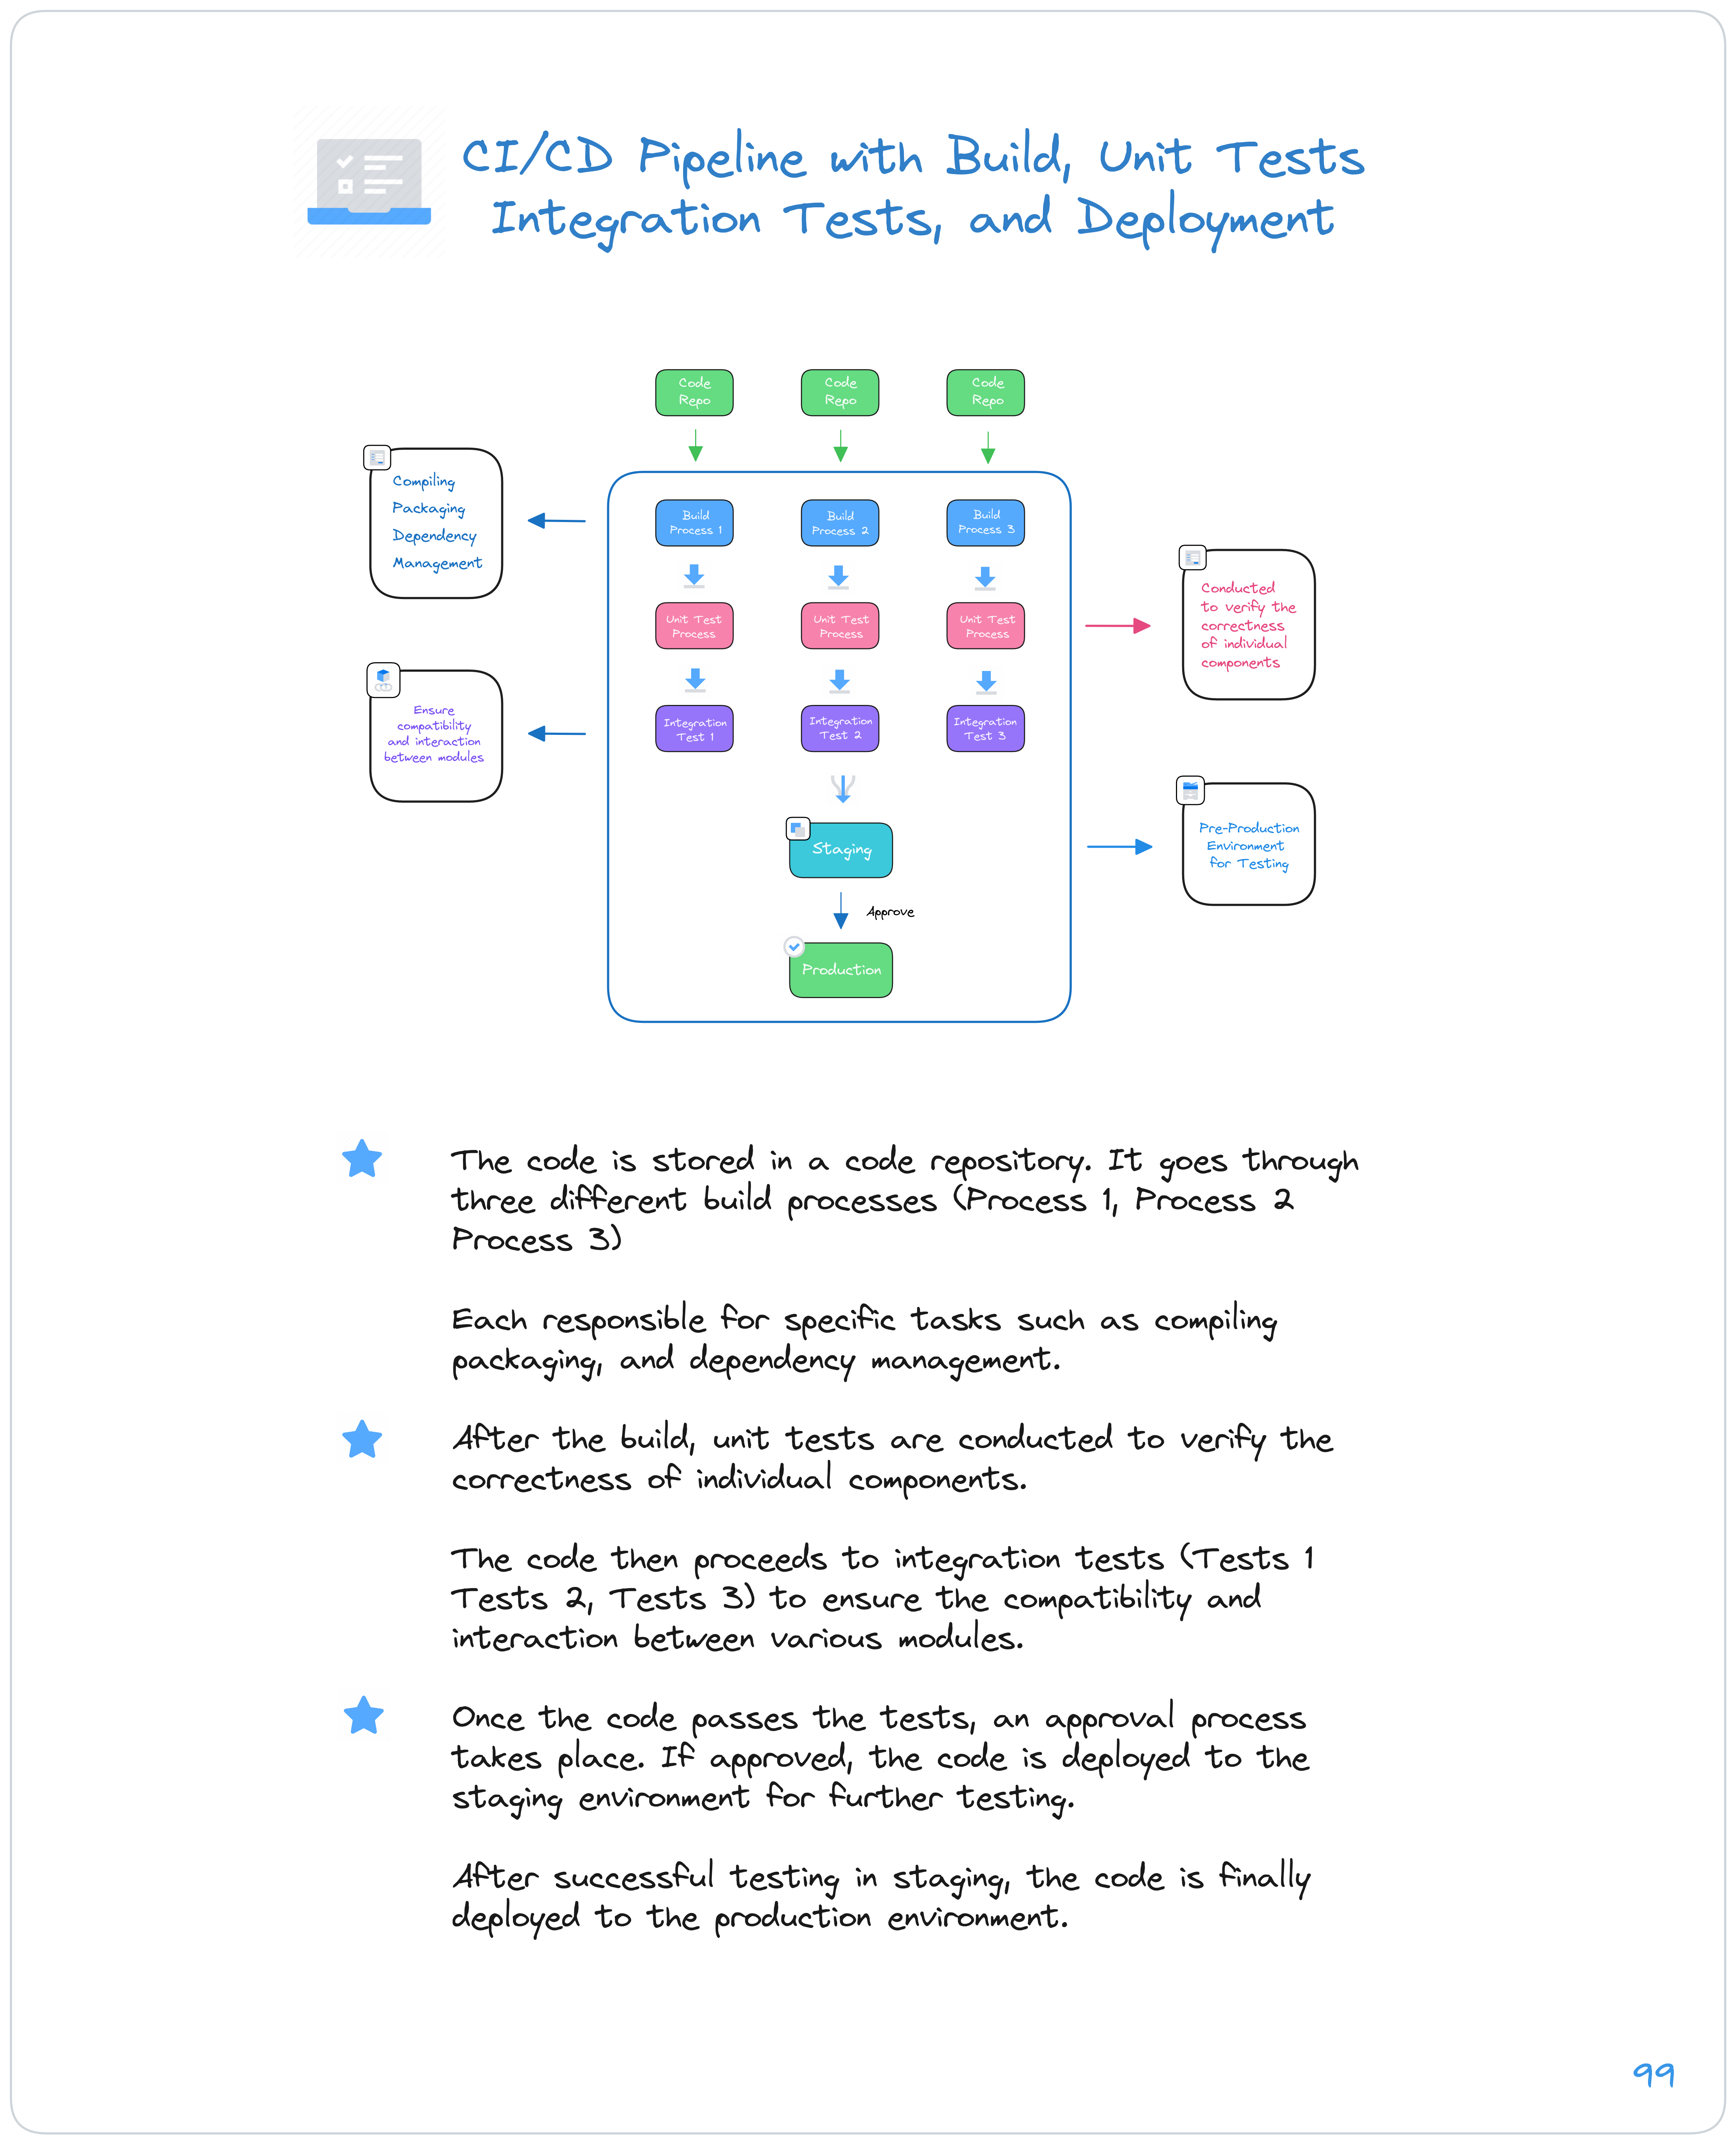 CI/CD Pipeline with Build, Unit Tests
Integration Tests, and Deployment
Code
Repo
Code
Repo
Code
Repo
Compiling
Packaging
Dependency
Management
Build
Process 1
Build
Process 2
Build
Process 3
Unit Test
Process
Unit Test
Process
Unit Test
Process
Conducted
to verify the
correctness
of individual
components
Ensure
compatibility
and interaction
between modules
Integration
Test 1
Integration
Test 2
Integration
Test 3
Staging
Pre-Production
Environment
for Testing
Approve
Production
The code is stored in a code repository. It goes through
three different build processes (Process 1, Process 2
Process 3)
Each responsible for specific tasks such as compiling
packaging, and dependency management.
After the build, unit tests are conducted to verify the
correctness of individual components.
The code then proceeds to integration tests (Tests 1
Tests 2, Tests 3) to ensure the compatibility and
interaction between various modules.
Once the code passes the tests, an approval process
takes place. If approved, the code is deployed to the
staging environment for further testing.
After successful testing in staging, the code is finally
deployed to the production environment.
99